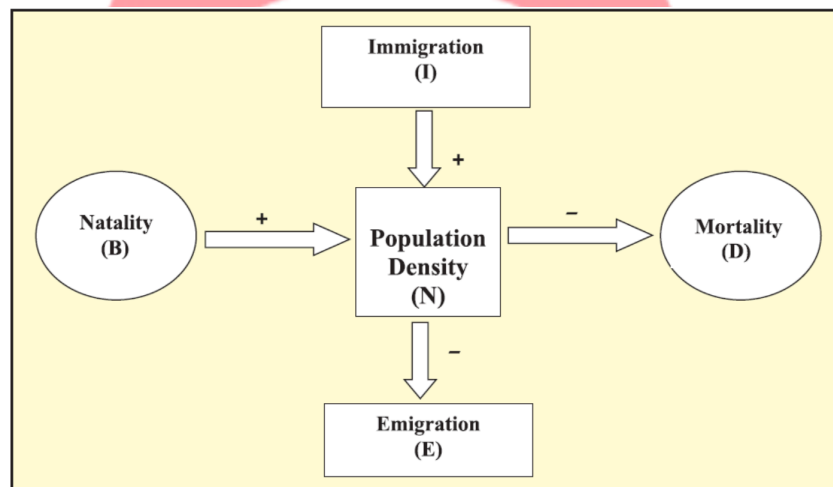 Immigration
(I)
+
Natality
(B)
+
Population
Density
(N)
–
Mortality
(D)
–
Emigration
(E)